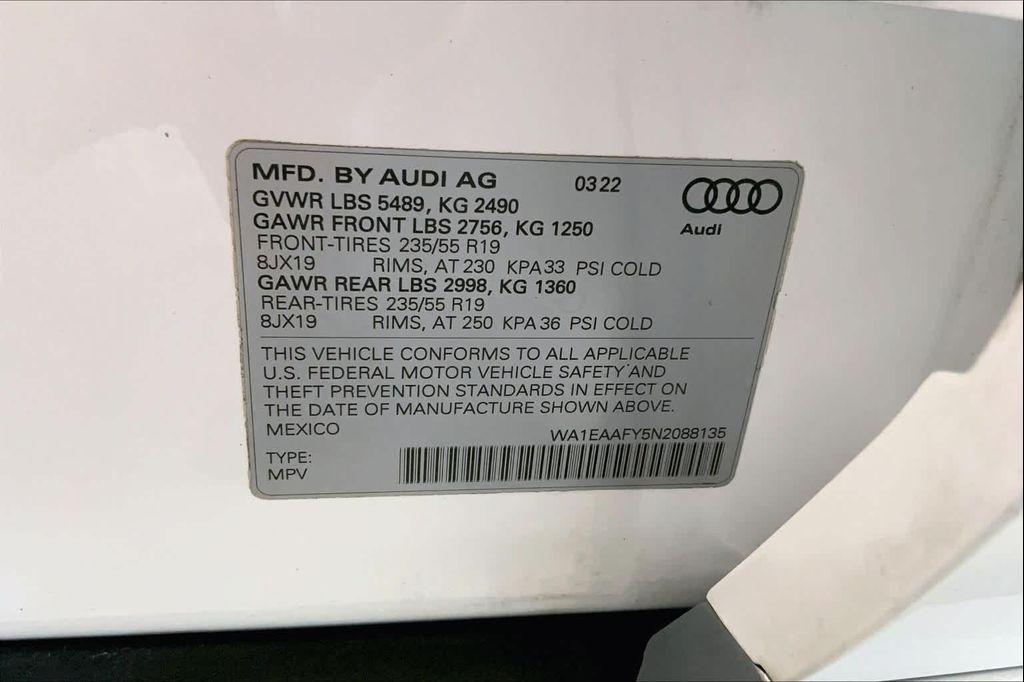 MFD. BY AUDI AG 0322
GVWR LBS 5489, KG 2490
Audi
GAWR FRONT LBS 2756, KG 1250
FRONT-TIRES 235/55 R19
8JX19 RIMS, AT 230 KPA 33 PSI COLD
GAWR REAR LBS 2998, KG 1360
REAR-TIRES 235/55 R19
8JX19 RIMS, AT 250 KPA 36 PSI COLD
THIS VEHICLE CONFORMS TO ALL APPLICABLE
U.S. FEDERAL MOTOR VEHICLE SAFETY AND
THEFT PREVENTION STANDARDS IN EFFECT ON
THE DATE OF MANUFACTURE SHOWN ABOVE.
MEXICO WA1EAAFY5N2088135
TYPE:
MPV